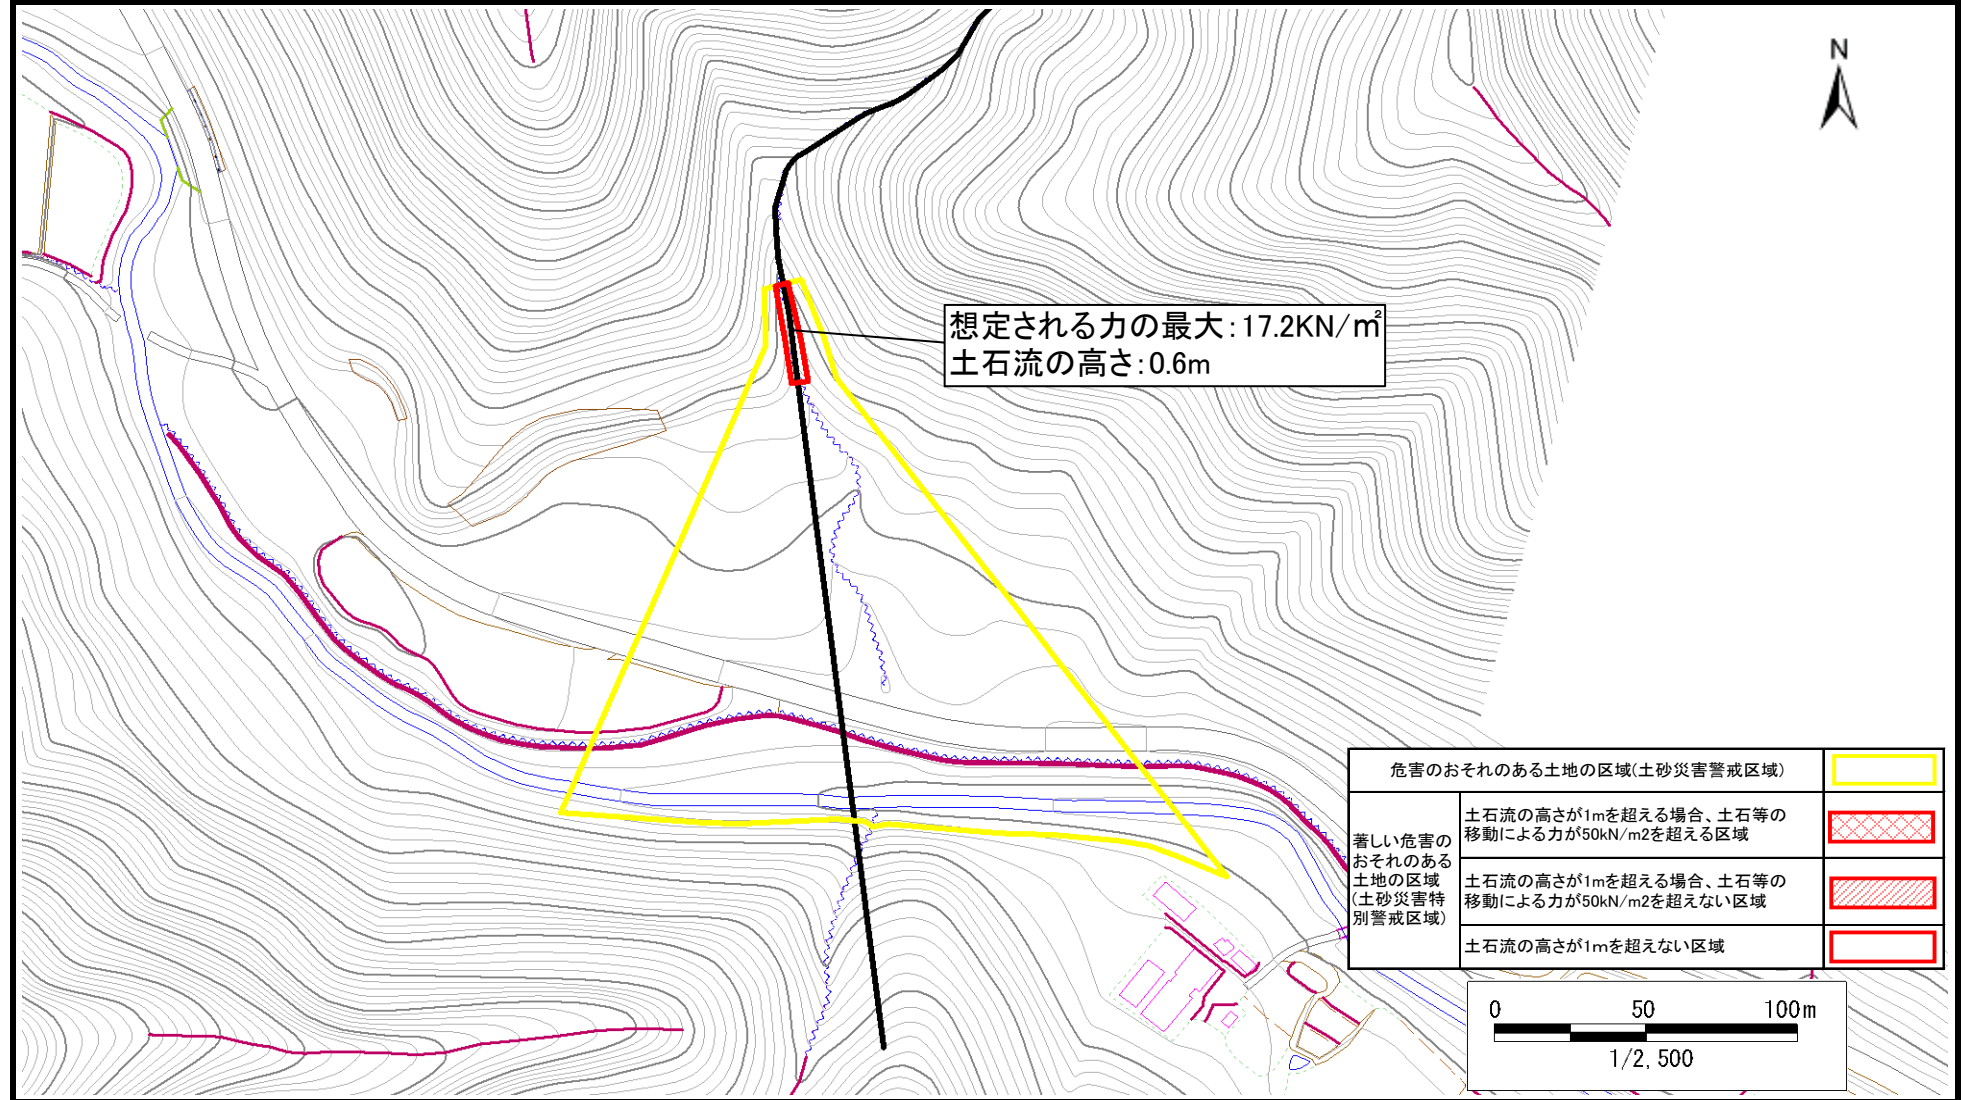 N
想定される力の最大:17.2KN/㎡
土石流の高さ:0.6m
危害のおそれのある土地の区域(土砂災害警戒区域)
著しい危害の
おそれのある
土地の区域
(土砂災害特
別警戒区域)
土石流の高さが1mを超える場合、土石等の
移動による力が50kN/m2を超える区域
土石流の高さが1mを超える場合、土石等の
移動による力が50kN/m2を超えない区域
土石流の高さが1mを超えない区域
0 50 100m
1/2,500